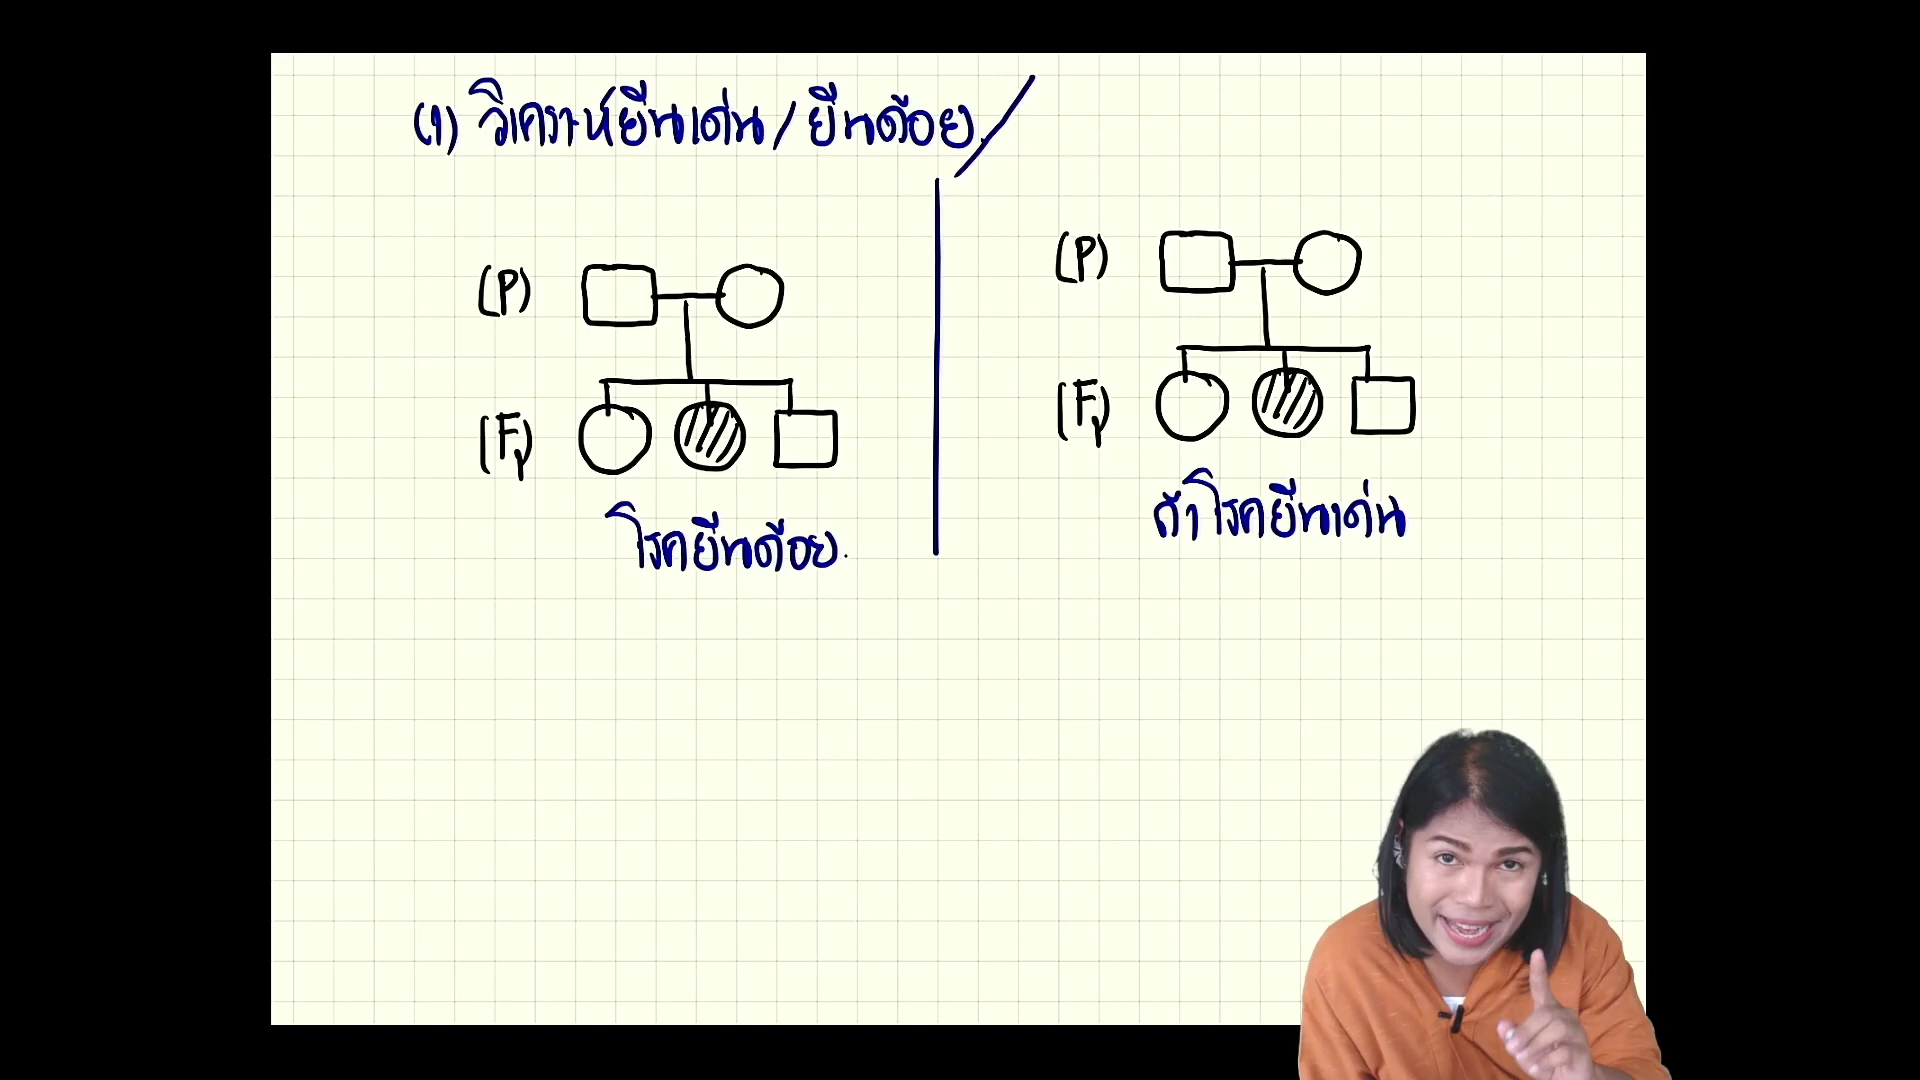 (1) วิเคราะห์ยีนเด่น/ยีนด้อย
(P)
(F₁)
โรคยีนด้อย
(P)
(F₁)
ถ้าโรคยีนเด่น